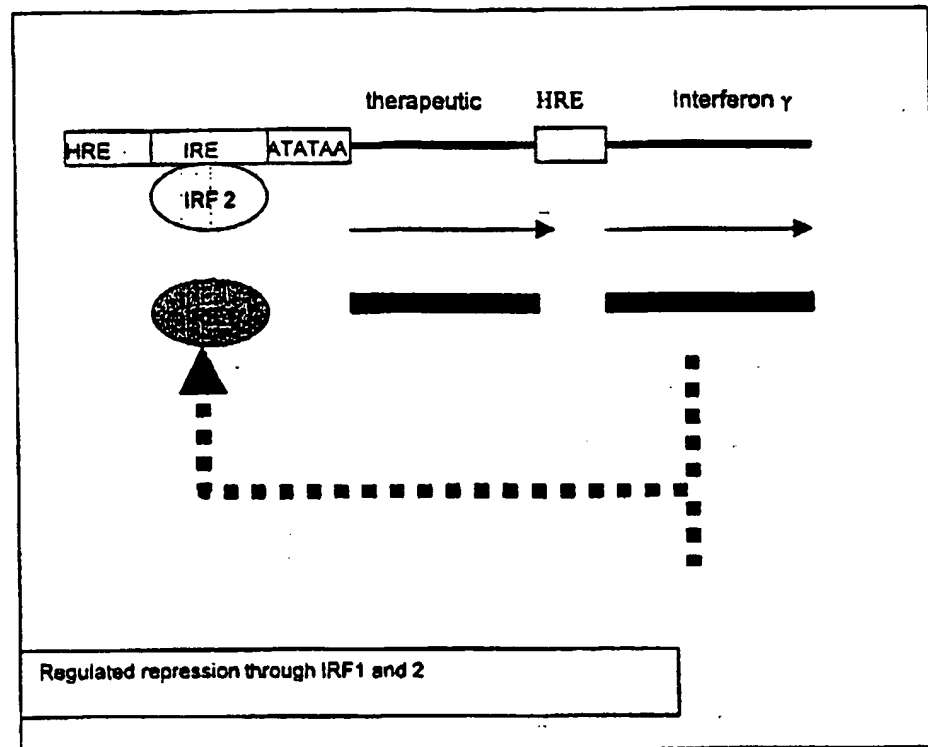 therapeutic HRE Interferon γ
HRE IRE ATATAA
IRF 2
Regulated repression through IRF1 and 2